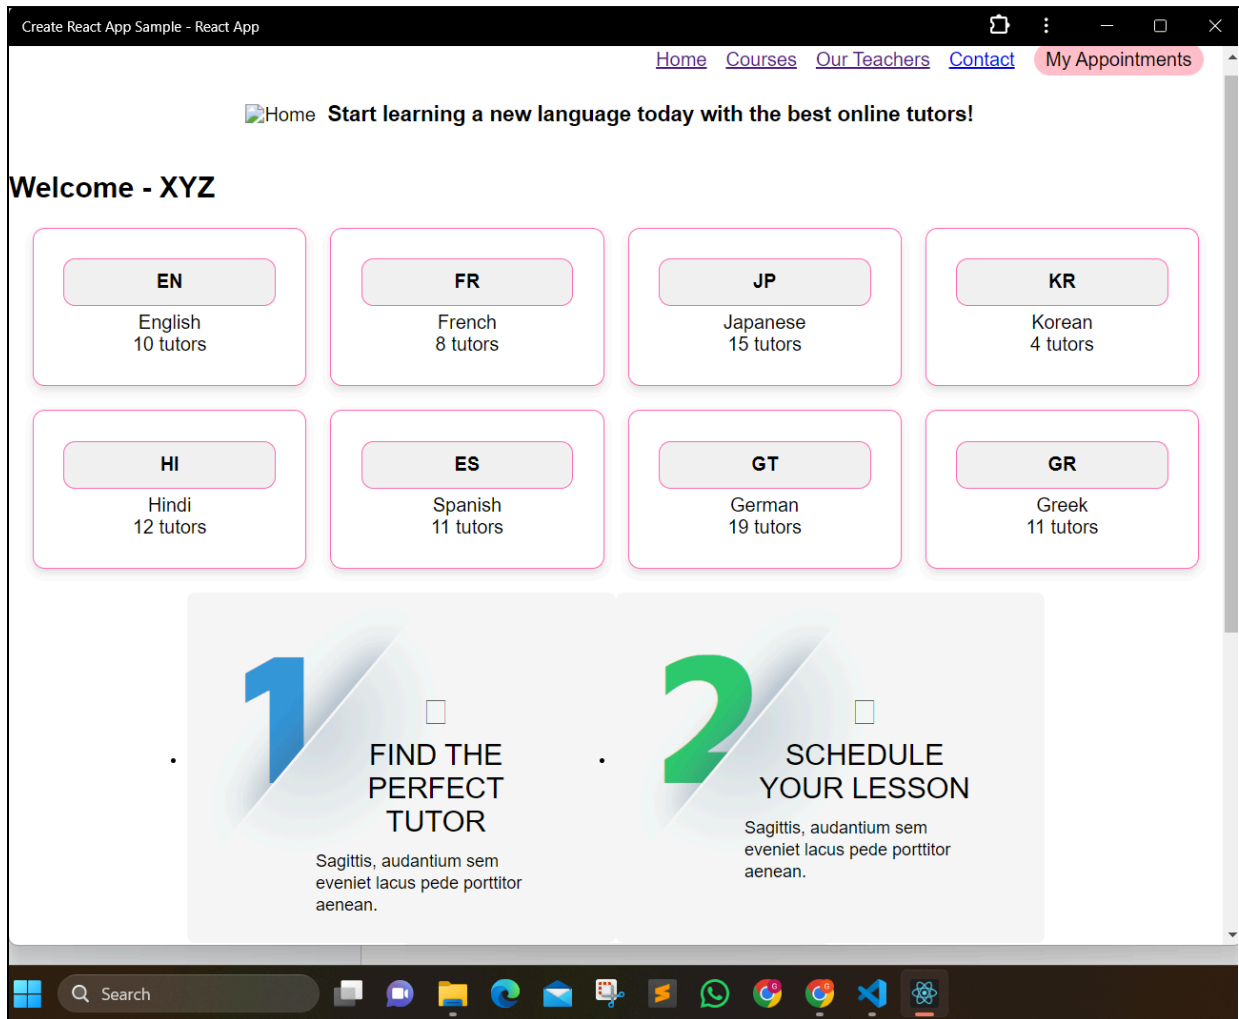 Create React App Sample - React App
Home Courses Our Teachers Contact My Appointments
Home Start learning a new language today with the best online tutors!
Welcome - XYZ
EN
English
10 tutors
FR
French
8 tutors
JP
Japanese
15 tutors
KR
Korean
4 tutors
HI
Hindi
12 tutors
ES
Spanish
11 tutors
GT
German
19 tutors
GR
Greek
11 tutors
1
FIND THE
PERFECT
TUTOR
Sagittis, audantium sem
eveniet lacus pede porttitor
aenean.
2
SCHEDULE
YOUR LESSON
Sagittis, audantium sem
eveniet lacus pede porttitor
aenean.
Search